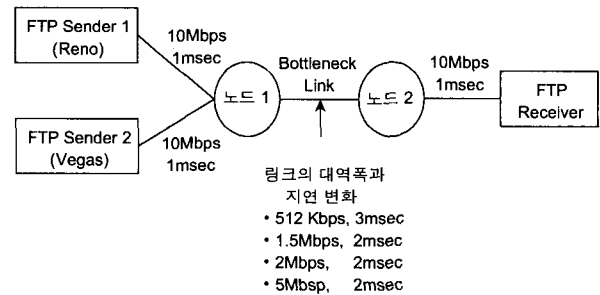 FTP Sender 1
(Reno)
10Mbps
1msec
FTP Sender 2
(Vegas)
10Mbps
1msec
노드 1
Bottleneck
Link
노드 2
10Mbps
1msec
FTP
Receiver
링크의 대역폭과
지연 변화
• 512 Kbps, 3msec
• 1.5Mbps, 2msec
• 2Mbps, 2msec
• 5Mbsp, 2msec